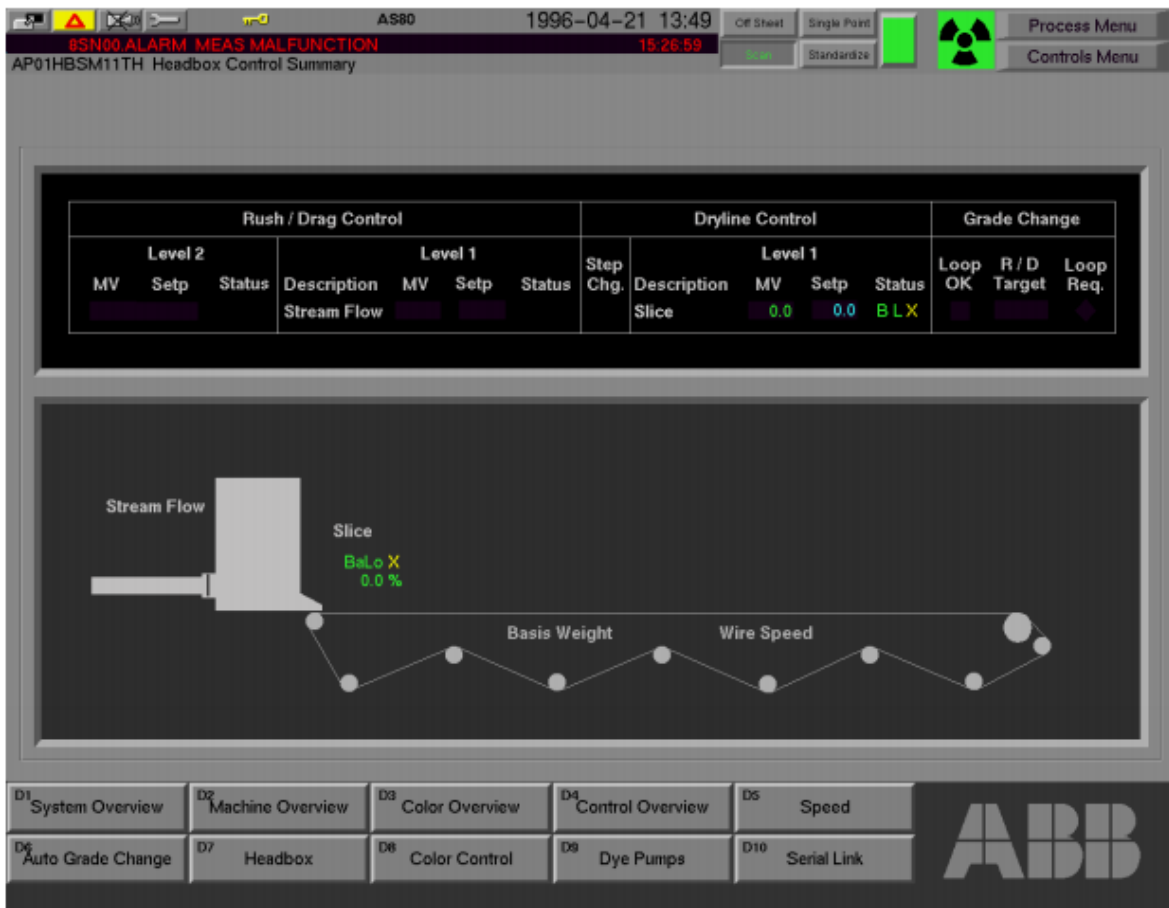 AS80 1996-04-21 13:49 Off Sheet Single Point Process Menu
8SN00.ALARM MEAS MALFUNCTION 15:26:59 Scan Standardize Controls Menu
AP01HBSM11TH Headbox Control Summary
Rush / Drag Control Dryline Control Grade Change
Level 2 Level 1 Level 1
MV Setp Status Description MV Setp Status Step Chg. Description MV Setp Status Loop OK R / D Target Loop Req.
Stream Flow Slice 0.0 0.0 B L X
Stream Flow
Slice
BaLo X
0.0 %
Basis Weight Wire Speed
D1 System Overview D2 Machine Overview D3 Color Overview D4 Control Overview D5 Speed
D6 Auto Grade Change D7 Headbox D8 Color Control D9 Dye Pumps D10 Serial Link
ABB